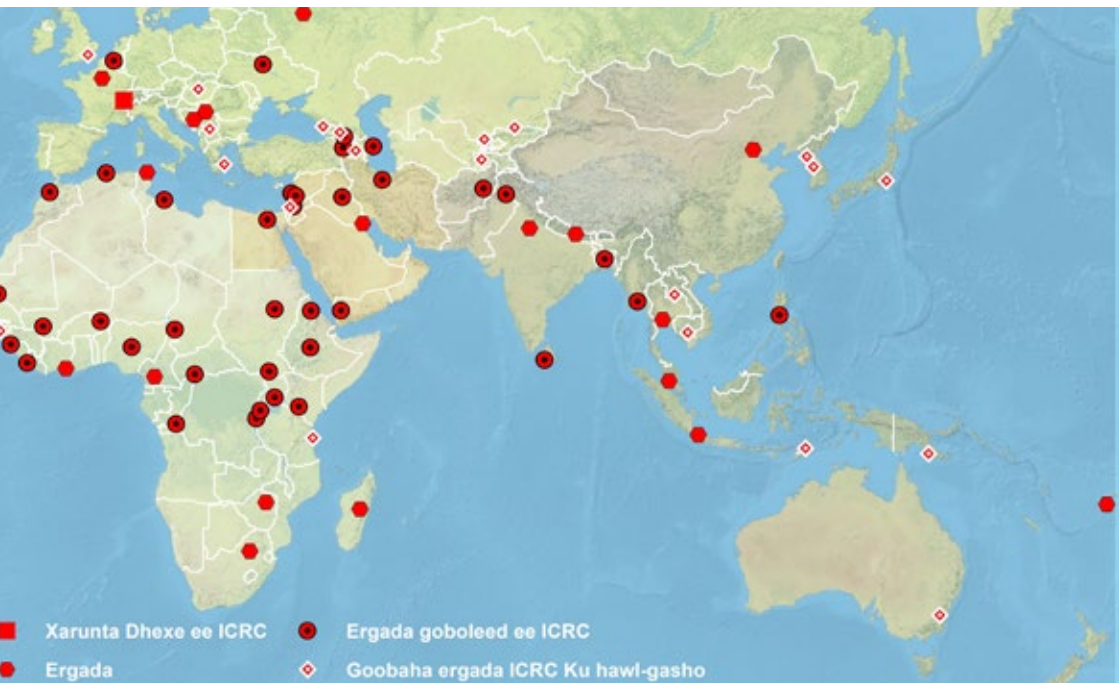 Xarunta Dhexe ee ICRC
Ergada goboleed ee ICRC
Ergada
Goobaha ergada ICRC Ku hawl-gasho